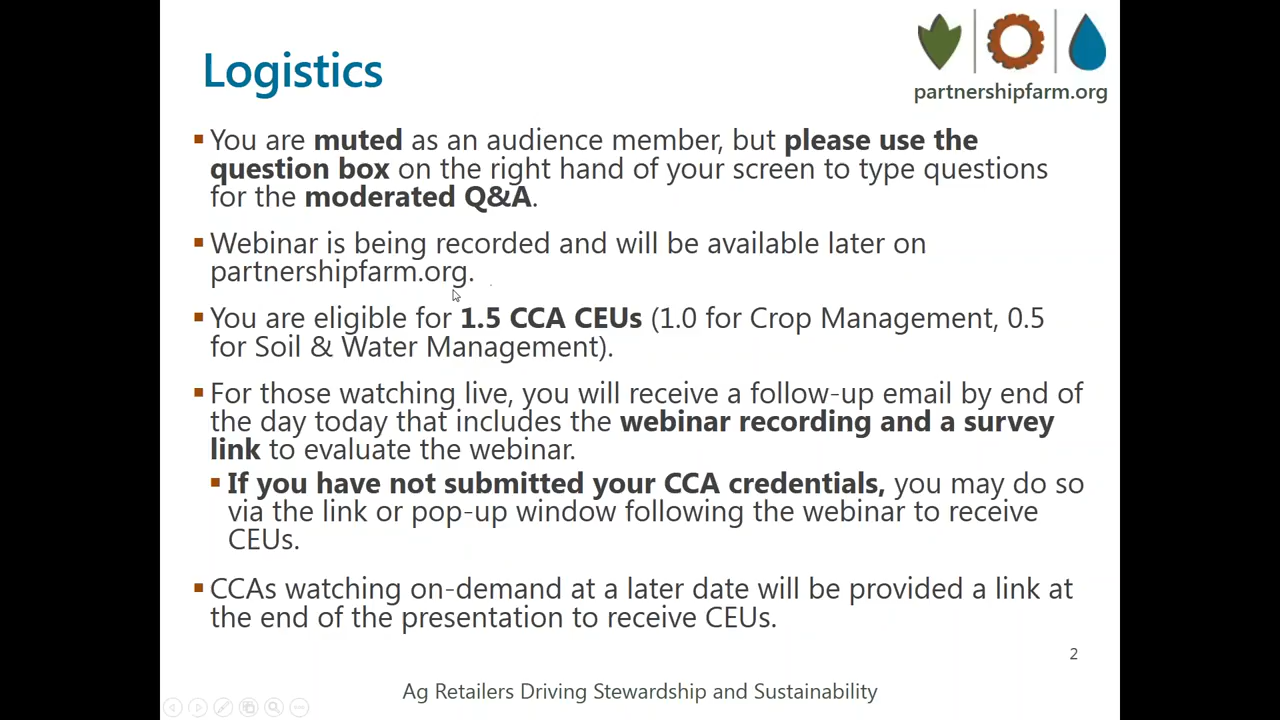 Logistics
partnershipfarm.org
▪ You are muted as an audience member, but please use the
question box on the right hand of your screen to type questions
for the moderated Q&A.
▪ Webinar is being recorded and will be available later on
partnershipfarm.org.
▪ You are eligible for 1.5 CCA CEUs (1.0 for Crop Management, 0.5
for Soil & Water Management).
▪ For those watching live, you will receive a follow-up email by end of
the day today that includes the webinar recording and a survey
link to evaluate the webinar.
▪ If you have not submitted your CCA credentials, you may do so
via the link or pop-up window following the webinar to receive
CEUs.
▪ CCAs watching on-demand at a later date will be provided a link at
the end of the presentation to receive CEUs.
2
Ag Retailers Driving Stewardship and Sustainability